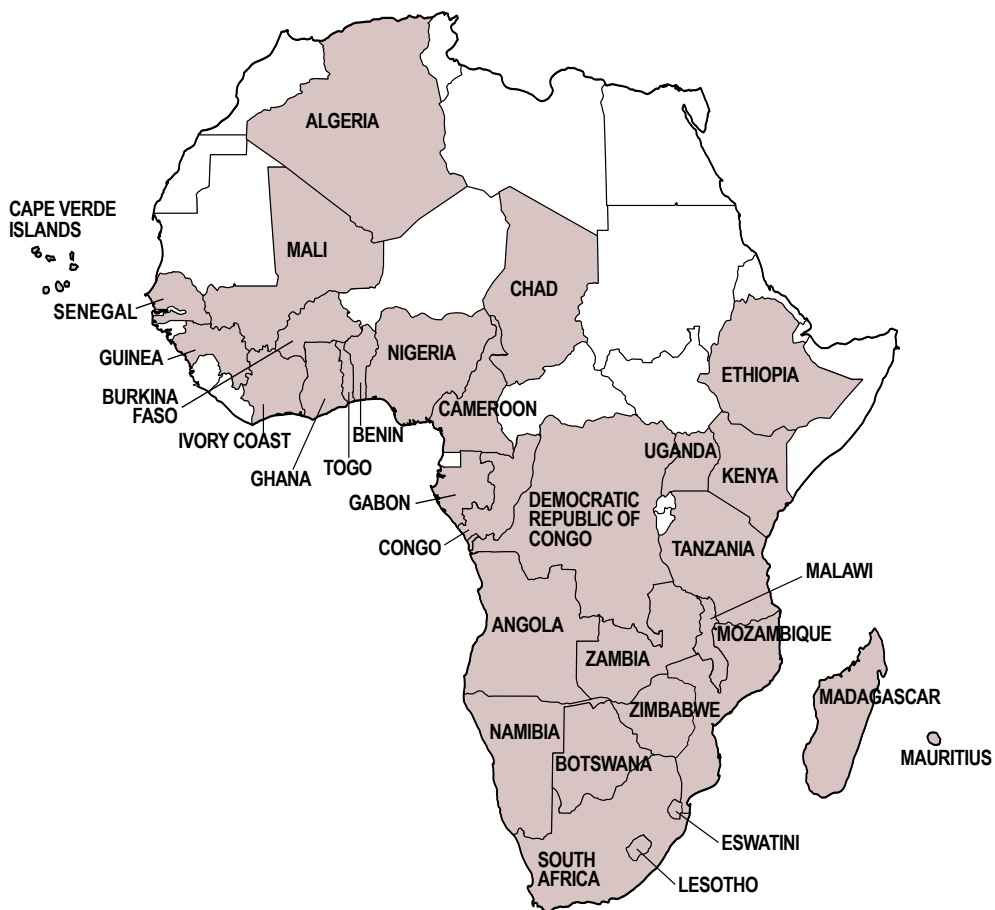 ALGERIA
CAPE VERDE
ISLANDS
MALI
CHAD
SENEGAL
NIGERIA
GUINEA
ETHIOPIA
BURKINA
FASO
CAMEROON
IVORY COAST
BENIN
UGANDA
GHANA
TOGO
KENYA
GABON
DEMOCRATIC
REPUBLIC OF
CONGO
CONGO
TANZANIA
MALAWI
ANGOLA
MOZAMBIQUE
ZAMBIA
MADAGASCAR
ZIMBABWE
NAMIBIA
MAURITIUS
BOTSWANA
ESWATINI
SOUTH
AFRICA
LESOTHO